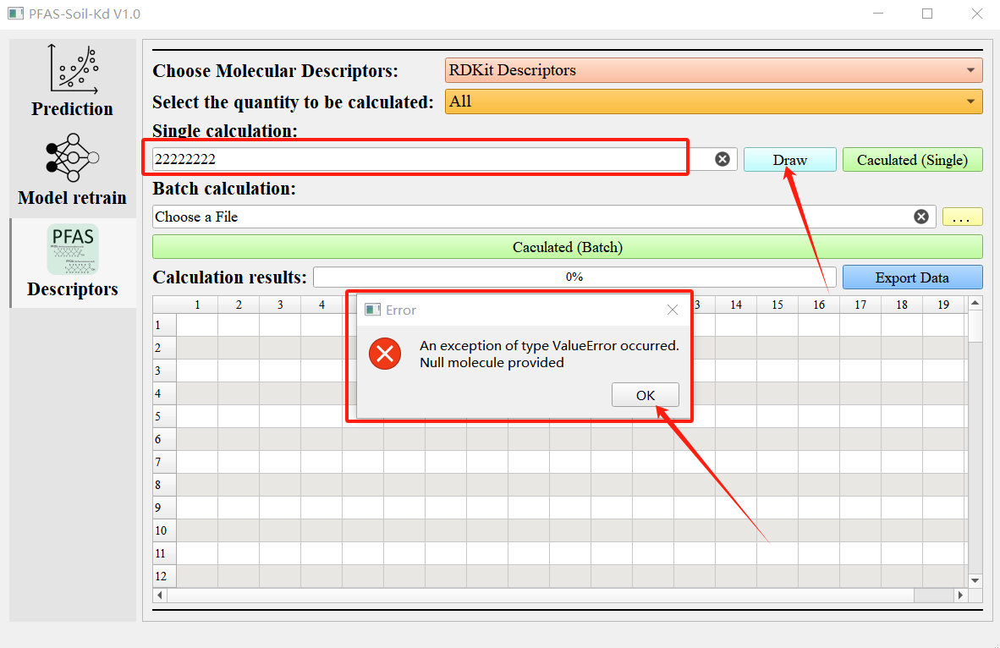 PFAS-Soil-Kd V1.0
Prediction
Model retrain
PFAS
Descriptors
Choose Molecular Descriptors:
RDKit Descriptors
Select the quantity to be calculated:
All
Single calculation:
22222222
Draw
Caculated (Single)
Batch calculation:
Choose a File
...
Caculated (Batch)
Calculation results:
0%
Export Data
1 2 3 4 3 14 15 16 17 18 19
1
2
3
4
5
6
7
8
9
10
11
12
Error
An exception of type ValueError occurred.
Null molecule provided
OK